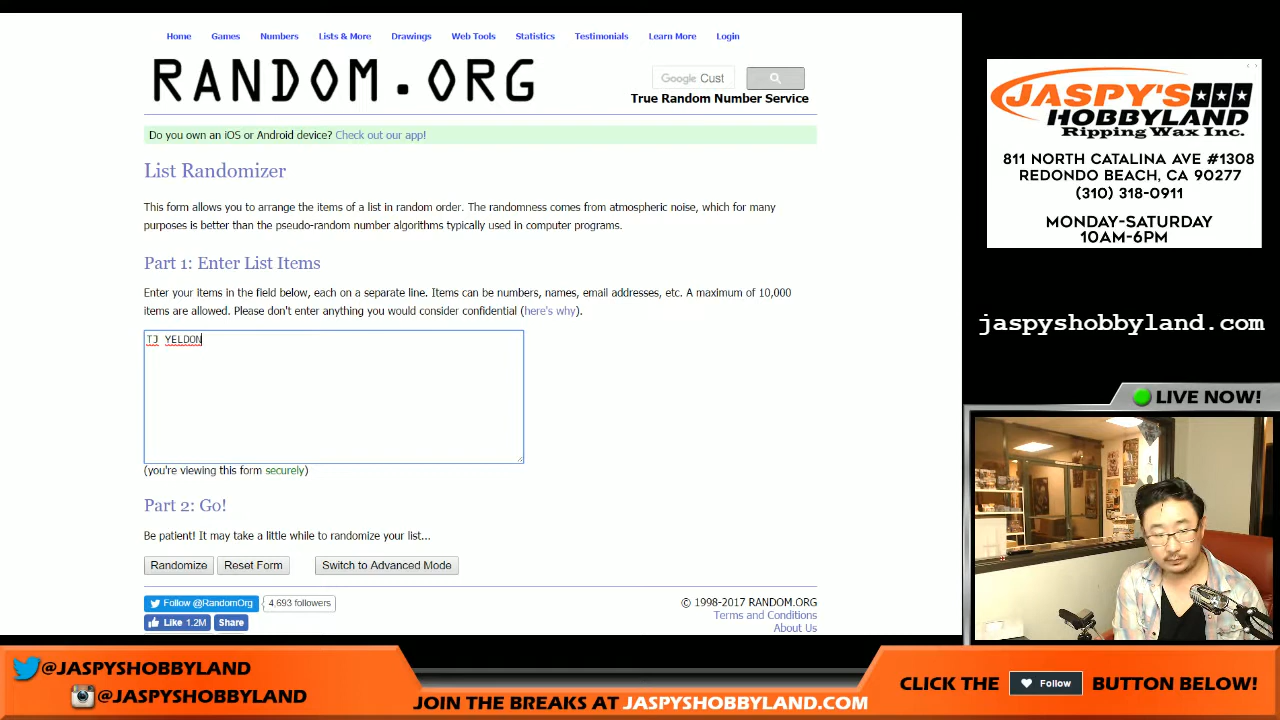 Home Games Numbers Lists & More Drawings Web Tools Statistics Testimonials Learn More Login
RANDOM.ORG
Google Cust
True Random Number Service
Do you own an iOS or Android device? Check out our app!
List Randomizer
This form allows you to arrange the items of a list in random order. The randomness comes from atmospheric noise, which for many
purposes is better than the pseudo-random number algorithms typically used in computer programs.
Part 1: Enter List Items
Enter your items in the field below, each on a separate line. Items can be numbers, names, email addresses, etc. A maximum of 10,000
items are allowed. Please don't enter anything you would consider confidential (here's why).
TJ YELDON
(you're viewing this form securely)
Part 2: Go!
Be patient! It may take a little while to randomize your list...
Randomize Reset Form Switch to Advanced Mode
Follow @RandomOrg 4,693 followers
Like 1.2M Share
© 1998-2017 RANDOM.ORG
Terms and Conditions
About Us
JASPY'S
HOBBYLAND
Ripping Wax Inc.
811 NORTH CATALINA AVE #1308
REDONDO BEACH, CA 90277
(310) 318-0911
MONDAY-SATURDAY
10AM-6PM
jaspyshobbyland.com
LIVE NOW!
@JASPYSHOBBYLAND
@JASPYSHOBBYLAND
JOIN THE BREAKS AT JASPYSHOBBYLAND.COM
CLICK THE Follow BUTTON BELOW!